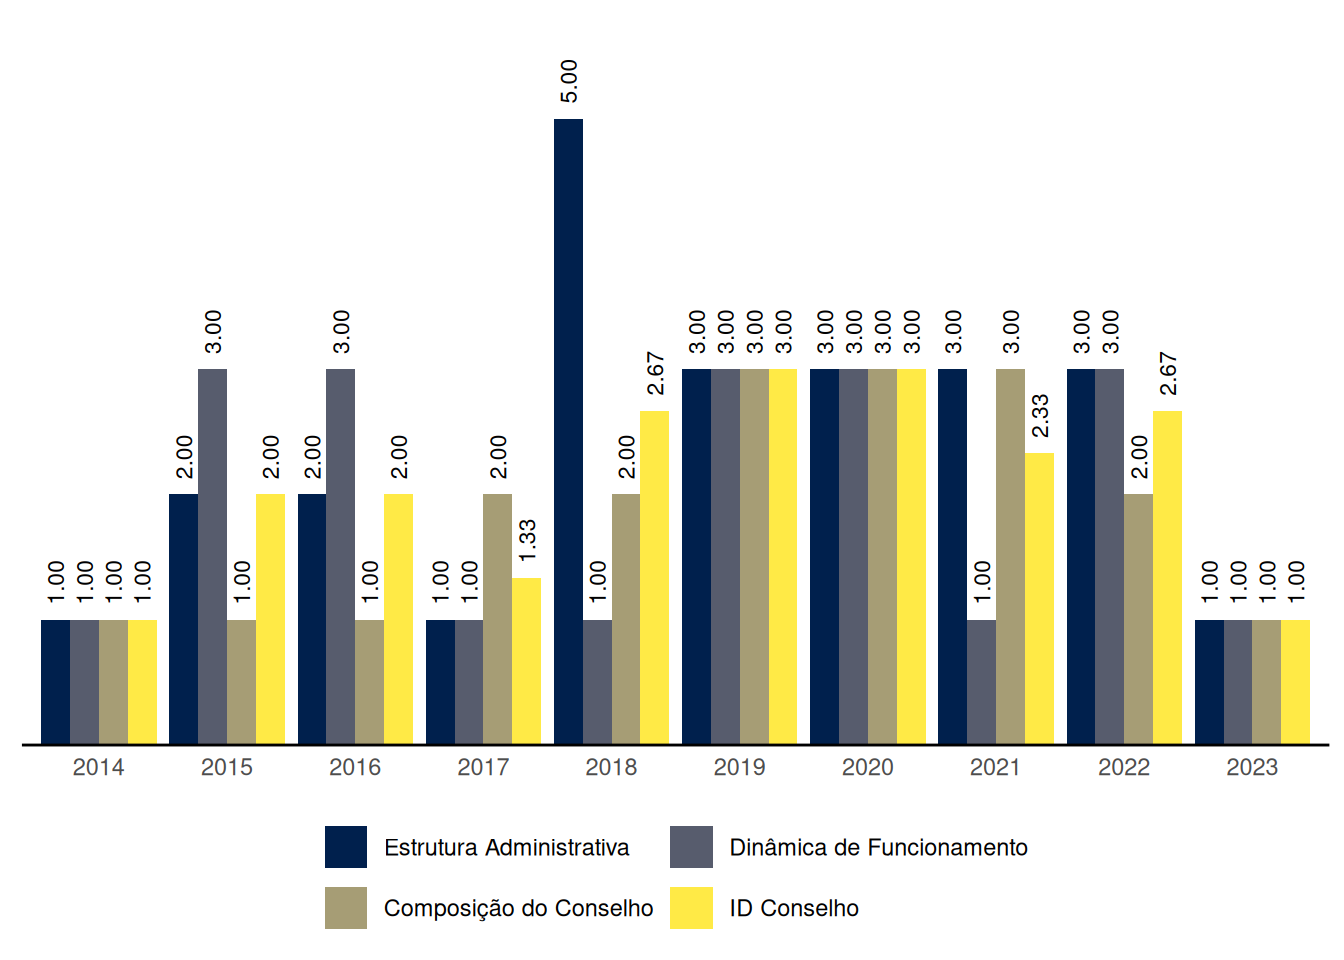 5.00
3.00 3.00 3.00 3.00 3.00 3.00 3.00 3.00 3.00 3.00 3.00 3.00 3.00 3.00
2.67 2.67
2.33
2.00 2.00 2.00 2.00 2.00 2.00 2.00
1.33
1.00 1.00 1.00 1.00 1.00 1.00 1.00 1.00 1.00 1.00 1.00 1.00 1.00 1.00
2014 2015 2016 2017 2018 2019 2020 2021 2022 2023
Estrutura Administrativa Dinâmica de Funcionamento
Composição do Conselho ID Conselho